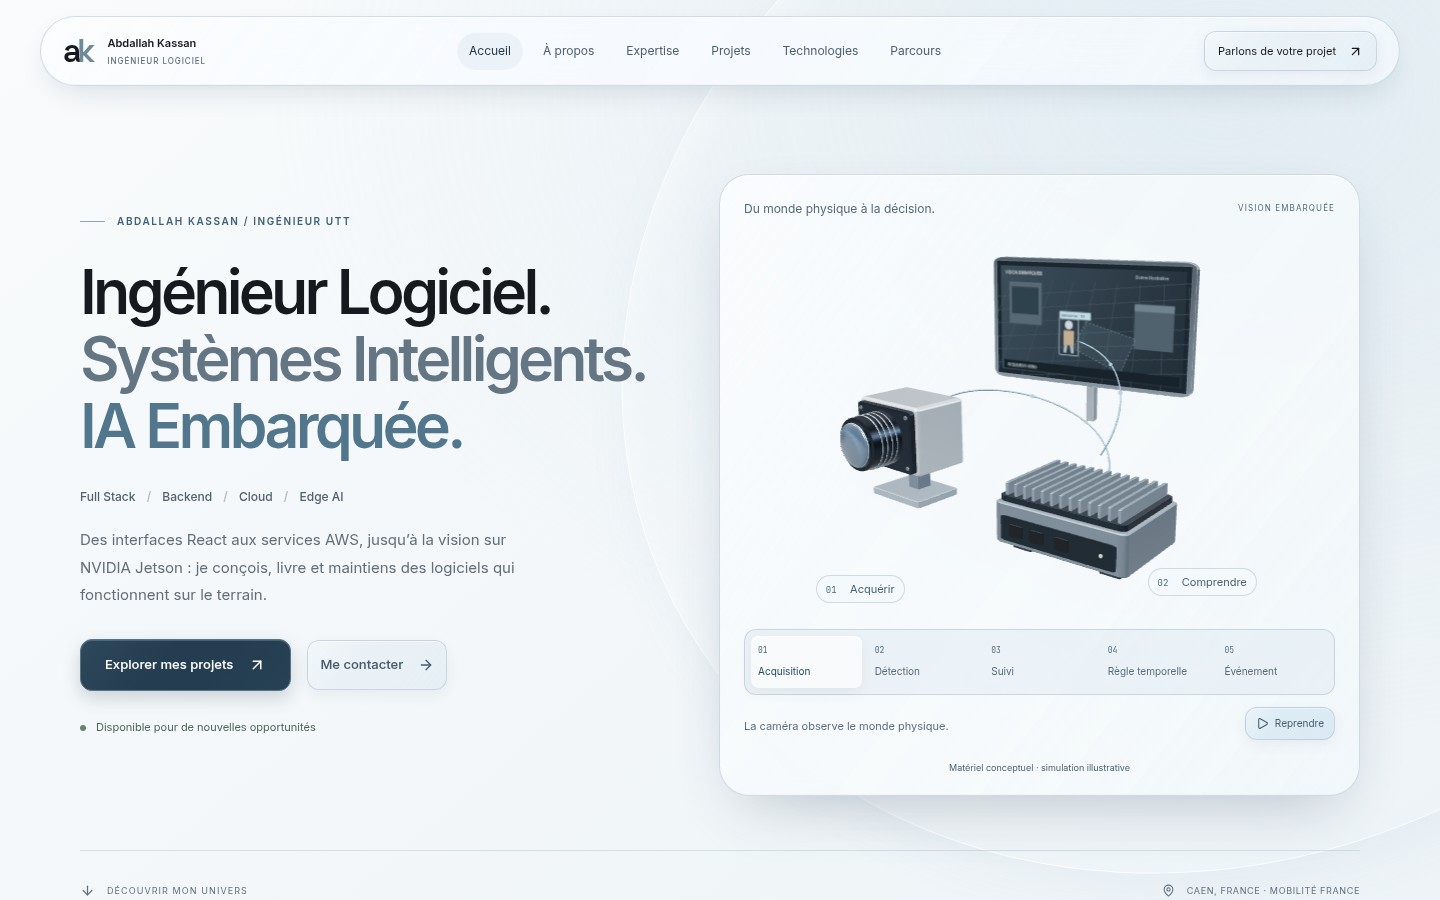 ak
Abdallah Kassan
INGÉNIEUR LOGICIEL
Accueil
À propos
Expertise
Projets
Technologies
Parcours
Parlons de votre projet
ABDALLAH KASSAN / INGÉNIEUR UTT
Ingénieur Logiciel.
Systèmes Intelligents.
IA Embarquée.
Full Stack / Backend / Cloud / Edge AI
Des interfaces React aux services AWS, jusqu’à la vision sur
NVIDIA Jetson : je conçois, livre et maintiens des logiciels qui
fonctionnent sur le terrain.
Explorer mes projets
Me contacter
Disponible pour de nouvelles opportunités
Du monde physique à la décision.
VISION EMBARQUÉE
VISION EMBARQUÉE
01 Acquérir
02 Comprendre
01
Acquisition
02
Détection
03
Suivi
04
Règle temporelle
05
Événement
La caméra observe le monde physique.
Reprendre
Matériel conceptuel · simulation illustrative
DÉCOUVRIR MON UNIVERS
CAEN, FRANCE · MOBILITÉ FRANCE